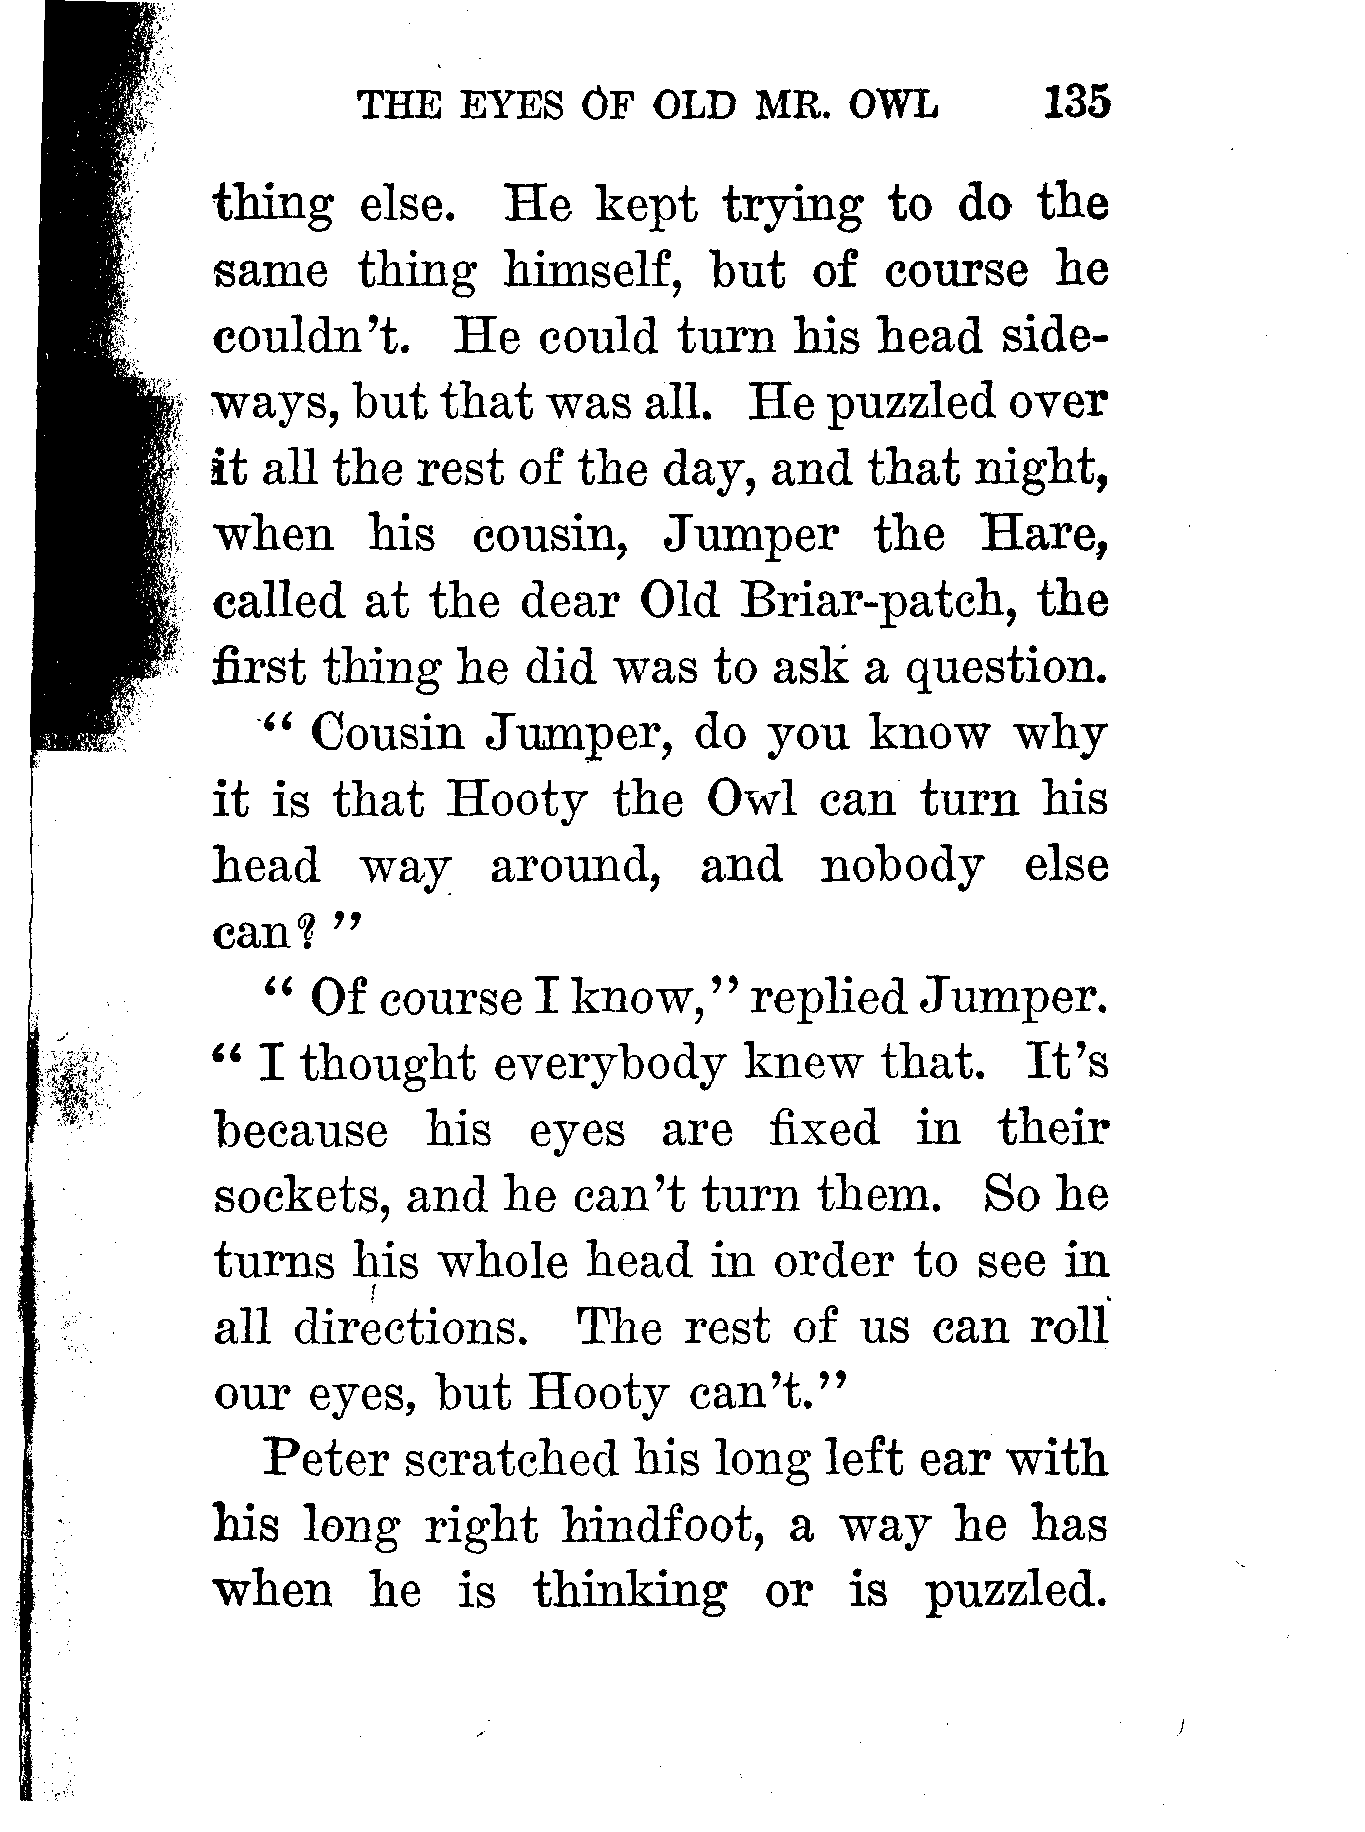 THE EYES OF OLD MR. OWL 135
thing else. He kept trying to do the
same thing himself, but of course he
couldn't. He could turn his head side-
ways, but that was all. He puzzled over
it all the rest of the day, and that night,
when his cousin, Jumper the Hare,
called at the dear Old Briar-patch, the
first thing he did was to ask a question.
" Cousin Jumper, do you know why
it is that Hooty the Owl can turn his
head way around, and nobody else
can? "
" Of course I know," replied Jumper.
" I thought everybody knew that. It's
because his eyes are fixed in their
sockets, and he can't turn them. So he
turns his whole head in order to see in
all directions. The rest of us can roll
our eyes, but Hooty can't."
Peter scratched his long left ear with
his long right hindfoot, a way he has
when he is thinking or is puzzled.